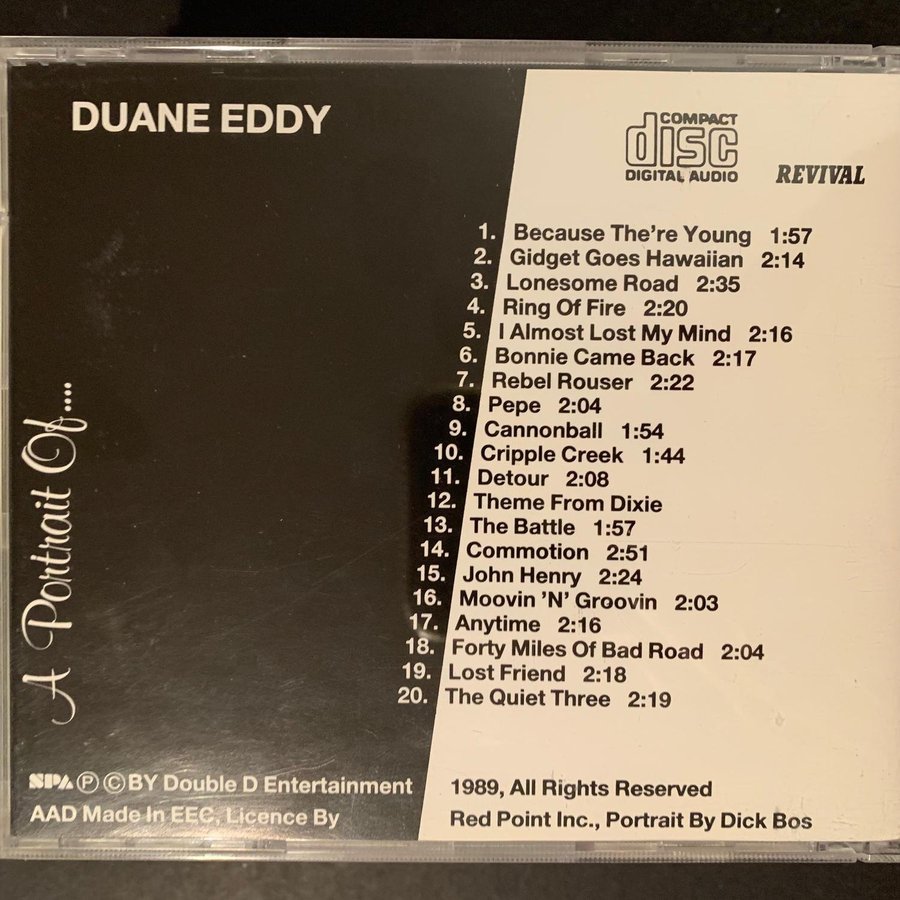 DUANE EDDY
COMPACT
disc
DIGITAL AUDIO
REVIVAL
1. Because The're Young 1:57
2. Gidget Goes Hawaiian 2:14
3. Lonesome Road 2:35
4. Ring Of Fire 2:20
5. I Almost Lost My Mind 2:16
6. Bonnie Came Back 2:17
7. Rebel Rouser 2:22
8. Pepe 2:04
9. Cannonball 1:54
10. Cripple Creek 1:44
11. Detour 2:08
12. Theme From Dixie
13. The Battle 1:57
14. Commotion 2:51
15. John Henry 2:24
16. Moovin 'N' Groovin 2:03
17. Anytime 2:16
18. Forty Miles Of Bad Road 2:04
19. Lost Friend 2:18
20. The Quiet Three 2:19
A Portrait Of....
SPA Ⓟ © BY Double D Entertainment 1989, All Rights Reserved
AAD Made In EEC, Licence By Red Point Inc., Portrait By Dick Bos